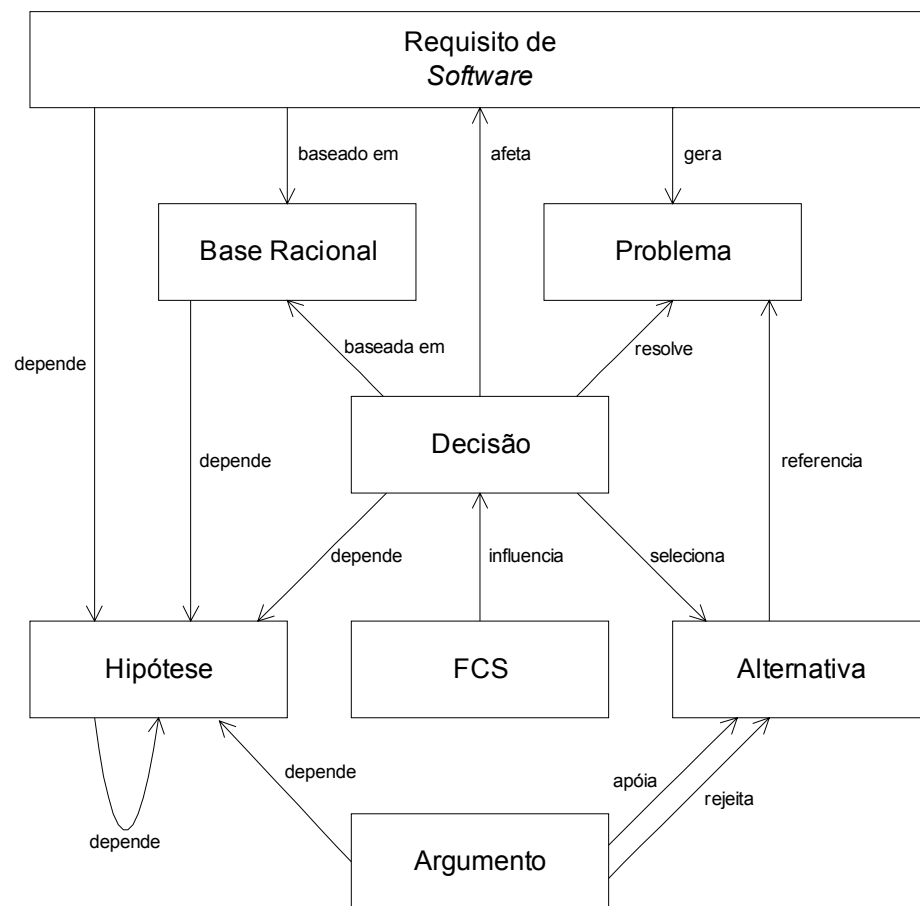 Requisito de
Software
baseado em
afeta
gera
Base Racional
Problema
depende
baseada em
resolve
Decisão
depende
referencia
depende
influencia
seleciona
Hipótese
FCS
Alternativa
depende
apóia
rejeita
depende
Argumento